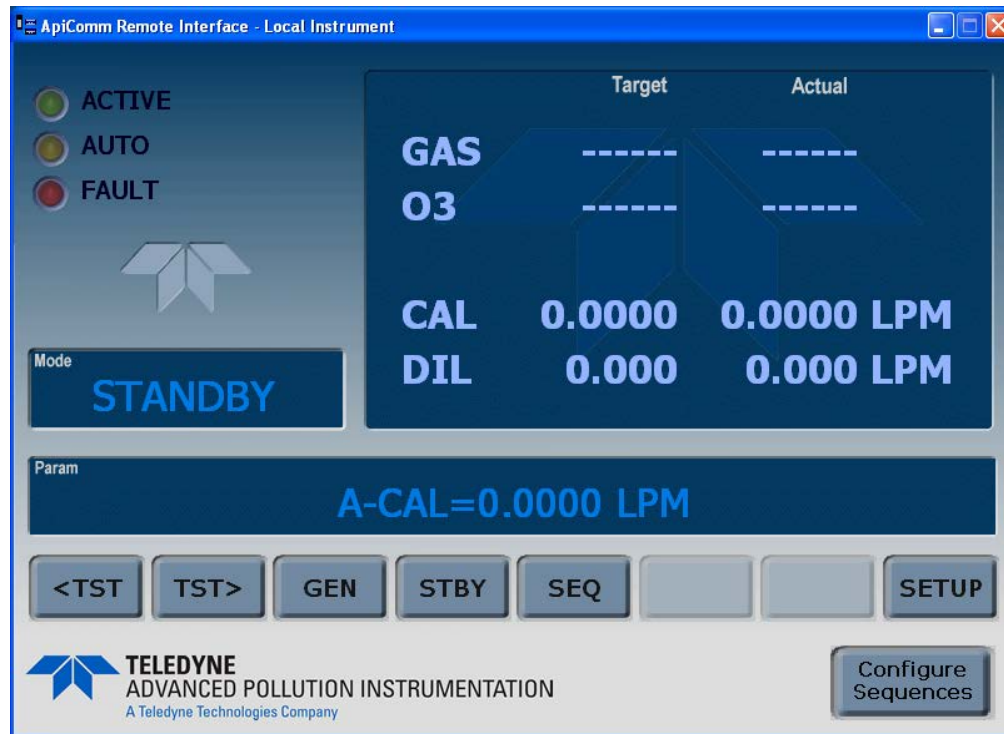 ApiComm Remote Interface - Local Instrument
ACTIVE
AUTO
FAULT
Target Actual
GAS ------ ------
O3 ------ ------
CAL 0.0000 0.0000 LPM
DIL 0.000 0.000 LPM
Mode
STANDBY
Param
A-CAL=0.0000 LPM
<TST TST> GEN STBY SEQ SETUP
TELEDYNE
ADVANCED POLLUTION INSTRUMENTATION
A Teledyne Technologies Company
Configure
Sequences